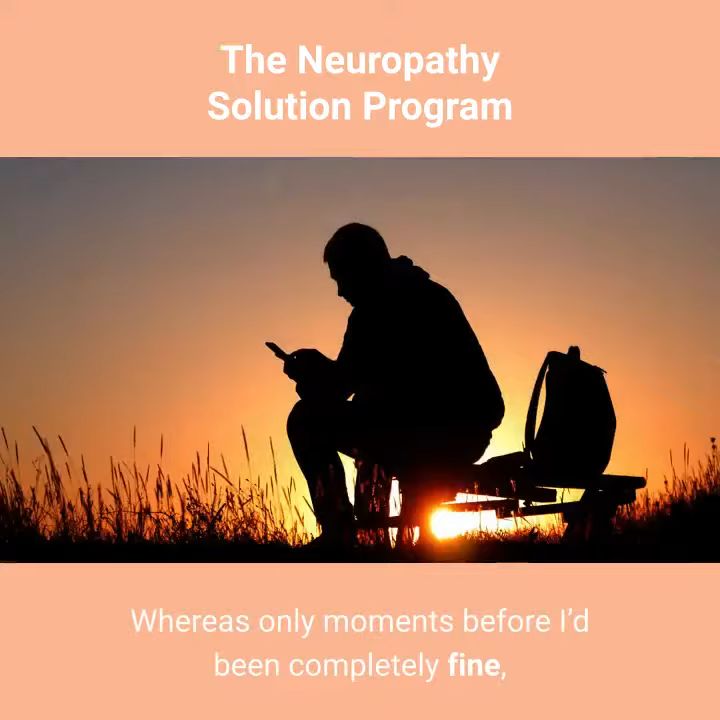 The Neuropathy
Solution Program
Whereas only moments before I’d
been completely fine,